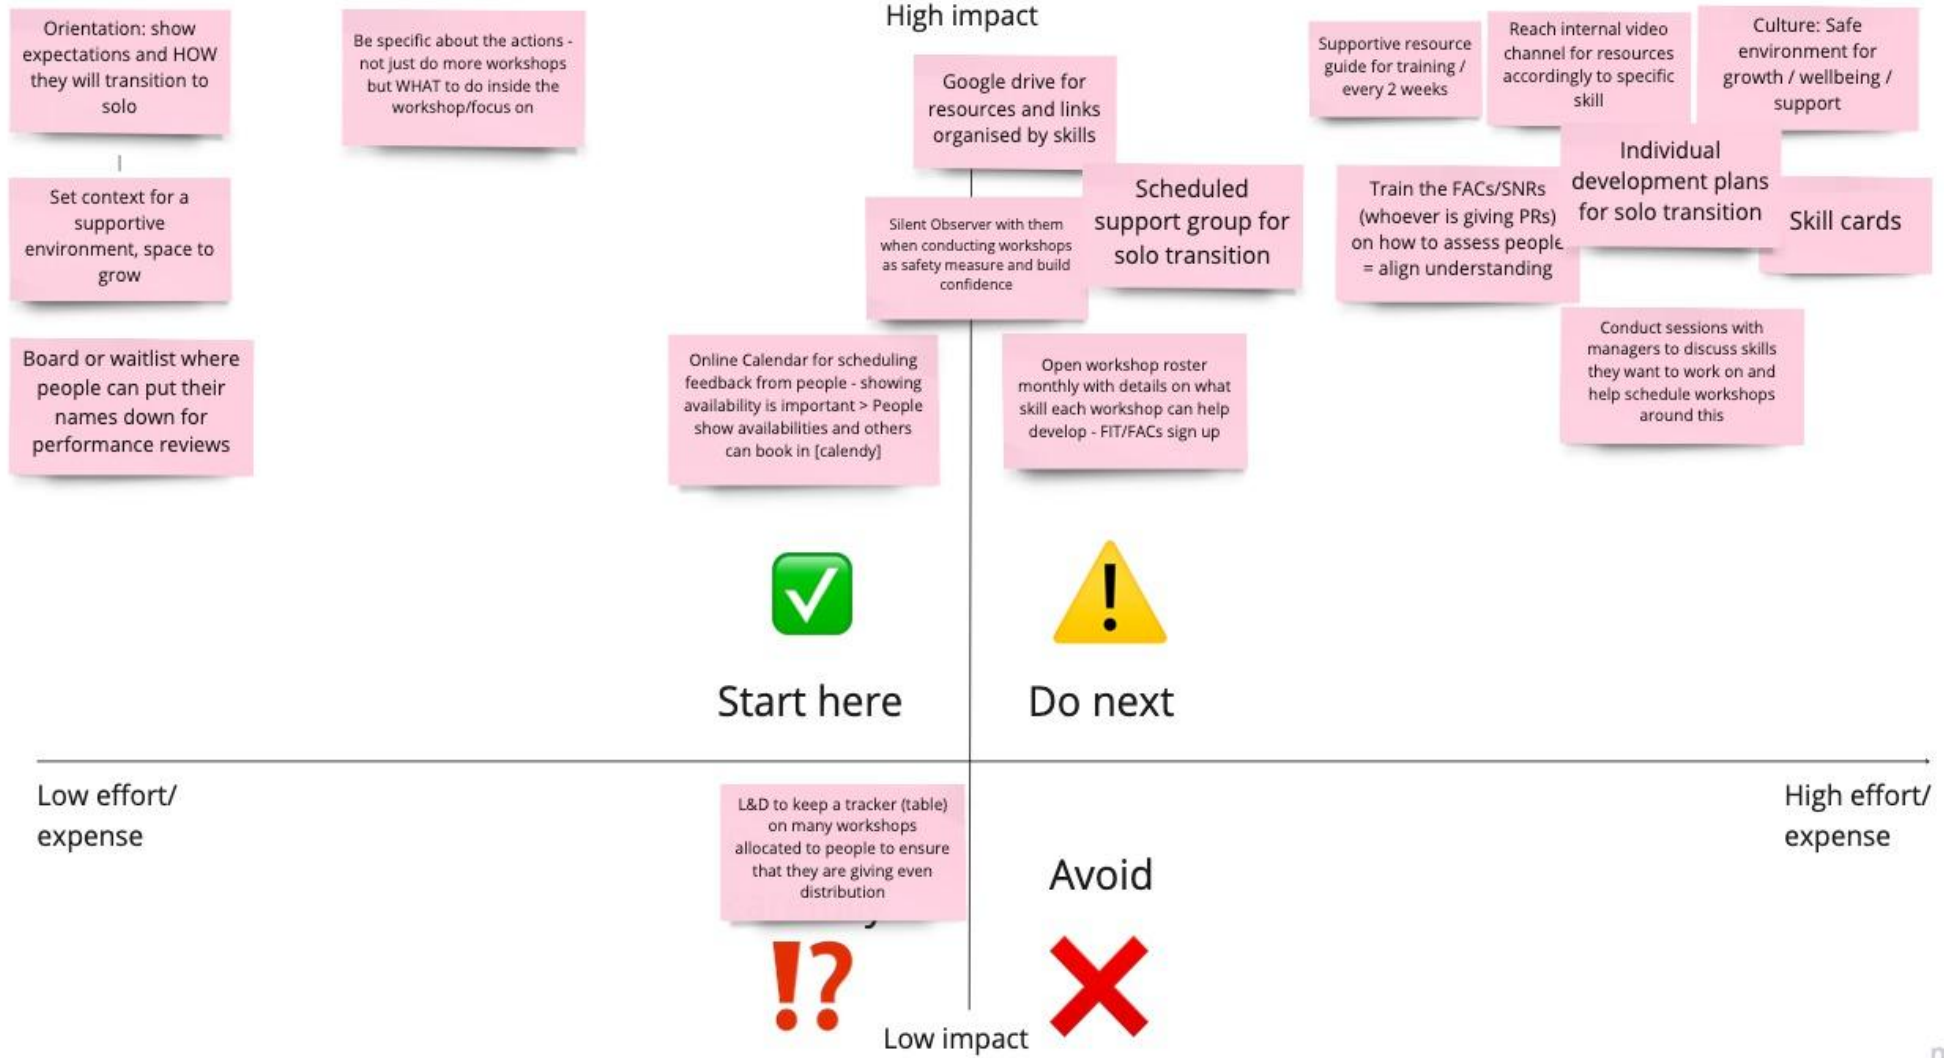 Orientation: show
expectations and HOW
they will transition to
solo
Be specific about the actions -
not just do more workshops
but WHAT to do inside the
workshop/focus on
High impact
Google drive for
resources and links
organised by skills
Supportive resource
guide for training /
every 2 weeks
Reach internal video
channel for resources
accordingly to specific
skill
Culture: Safe
environment for
growth / wellbeing /
support
Set context for a
supportive
environment, space to
grow
Silent Observer with them
when conducting workshops
as safety measure and build
confidence
Scheduled
support group for
solo transition
Train the FACs/SNRs
(whoever is giving PRs)
on how to assess people
= align understanding
Individual
development plans
for solo transition
Skill cards
Board or waitlist where
people can put their
names down for
performance reviews
Online Calendar for scheduling
feedback from people - showing
availability is important > People
show availabilities and others
can book in [calendy]
Open workshop roster
monthly with details on what
skill each workshop can help
develop - FIT/FACs sign up
Conduct sessions with
managers to discuss skills
they want to work on and
help schedule workshops
around this
Start here
Do next
Low effort/
expense
High effort/
expense
L&D to keep a tracker (table)
on many workshops
allocated to people to ensure
that they are giving even
distribution
Avoid
Low impact